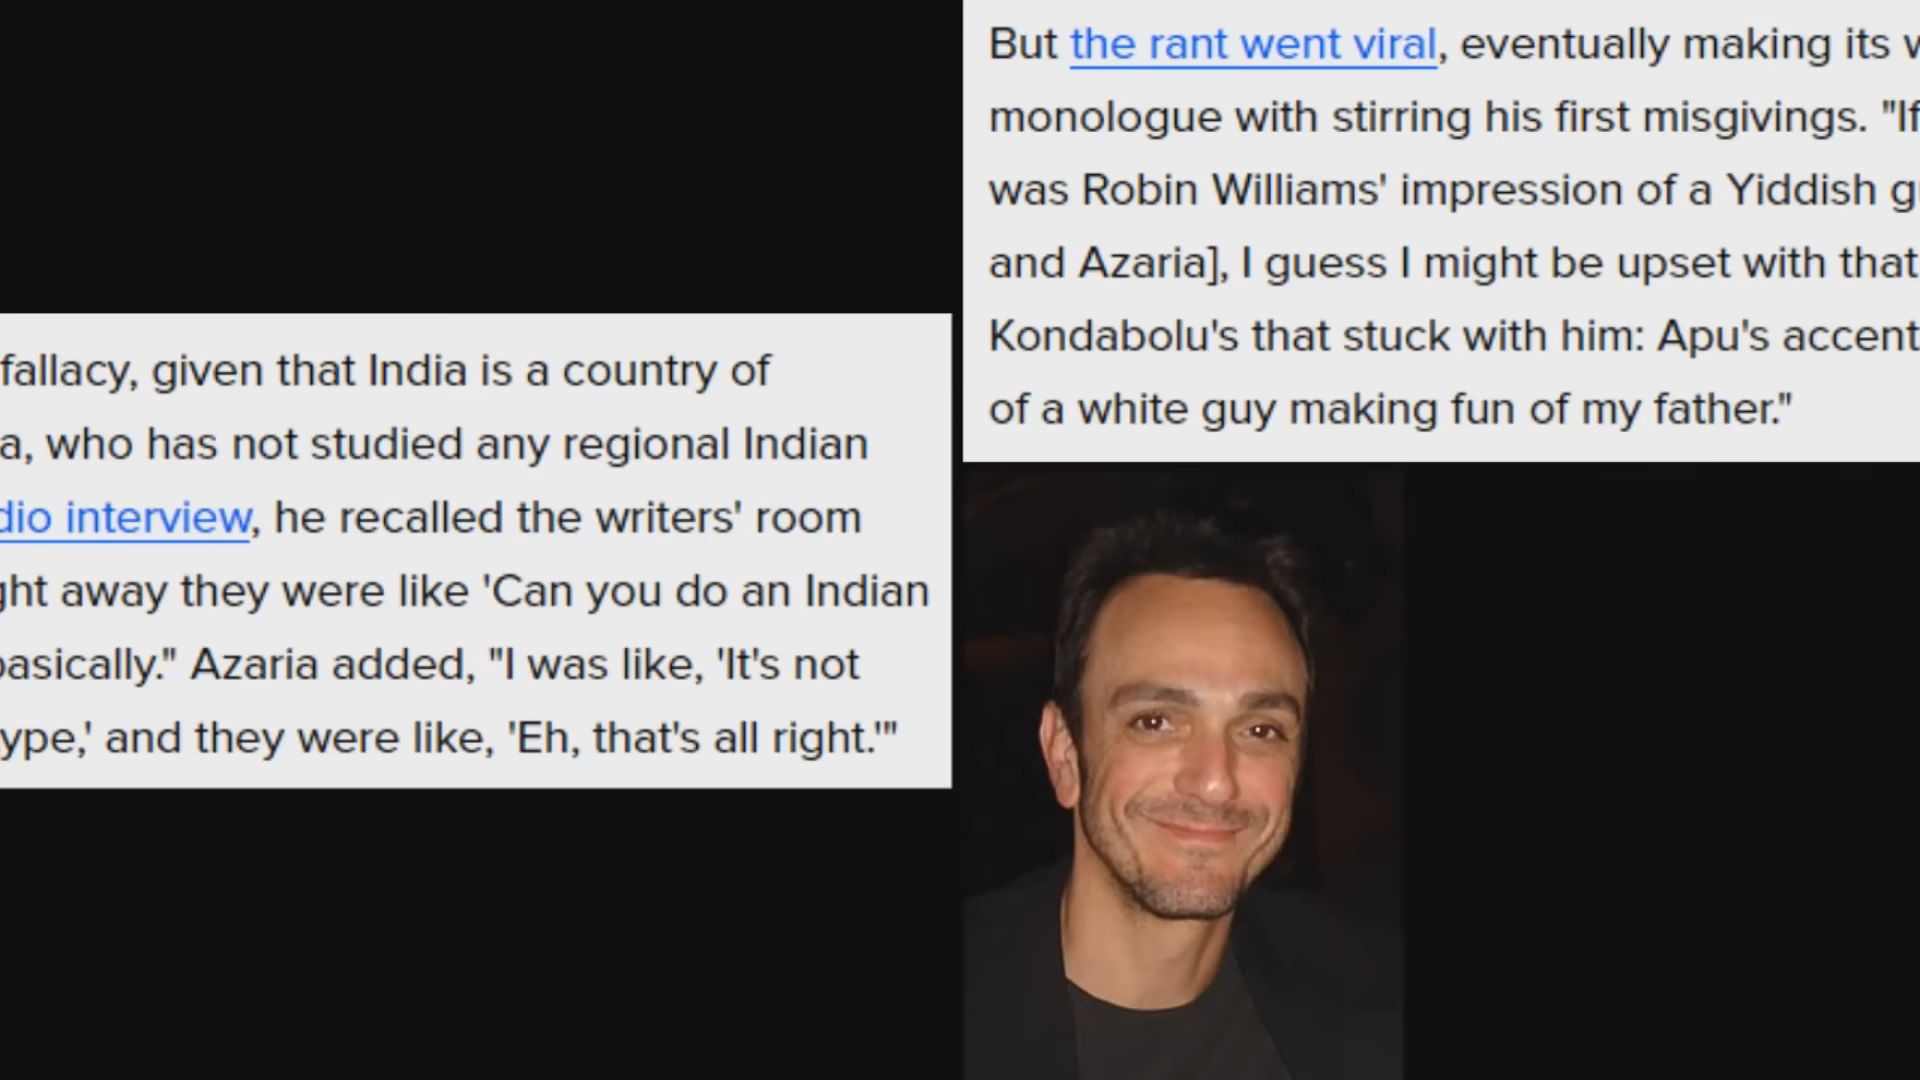 But the rant went viral, eventually making its
monologue with stirring his first misgivings. "If
was Robin Williams' impression of a Yiddish
and Azaria], I guess I might be upset with that
Kondabolu's that stuck with him: Apu's accent
of a white guy making fun of my father."
fallacy, given that India is a country of
a, who has not studied any regional Indian
dio interview, he recalled the writers' room
ght away they were like 'Can you do an Indian
basically." Azaria added, "I was like, 'It's not
ype,' and they were like, 'Eh, that's all right.'"